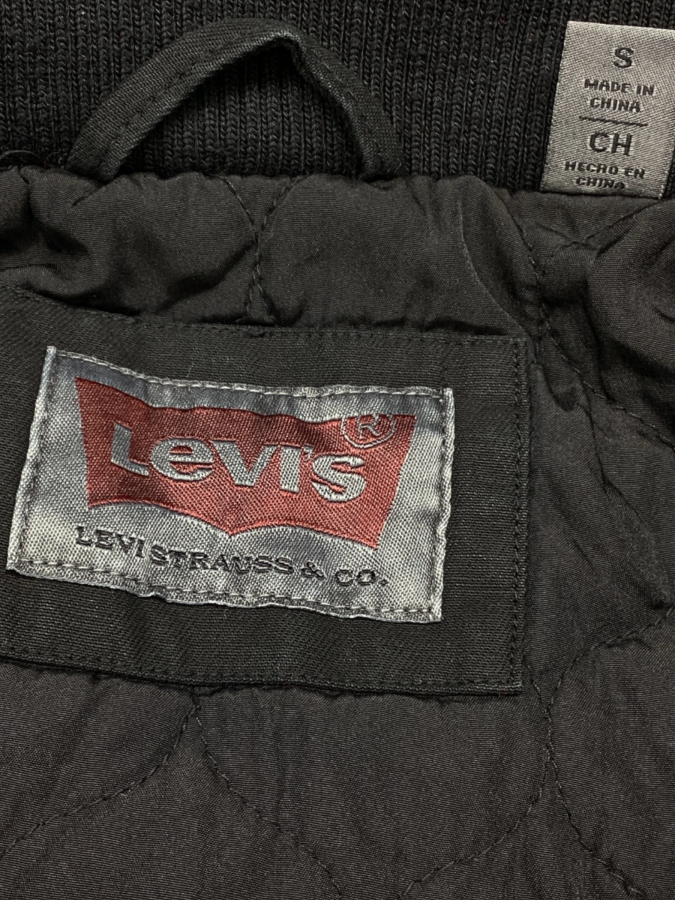 S
MADE IN
CHINA
CH
HECHO EN
CHINA
Levi's ®
LEVI STRAUSS & CO.